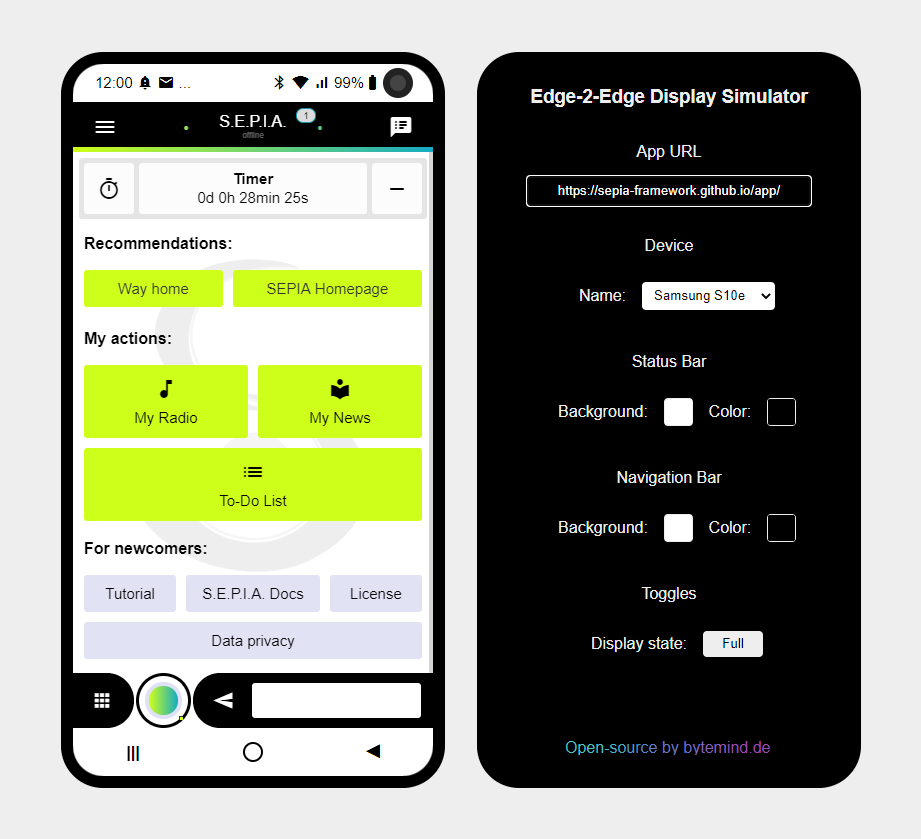 12:00 ... 99%
S.E.P.I.A. 1
offline
Timer
0d 0h 28min 25s
Recommendations:
Way home SEPIA Homepage
My actions:
My Radio My News
To-Do List
For newcomers:
Tutorial S.E.P.I.A. Docs License
Data privacy
Edge-2-Edge Display Simulator
App URL
https://sepia-framework.github.io/app/
Device
Name: Samsung S10e
Status Bar
Background: Color:
Navigation Bar
Background: Color:
Toggles
Display state: Full
Open-source by bytemind.de